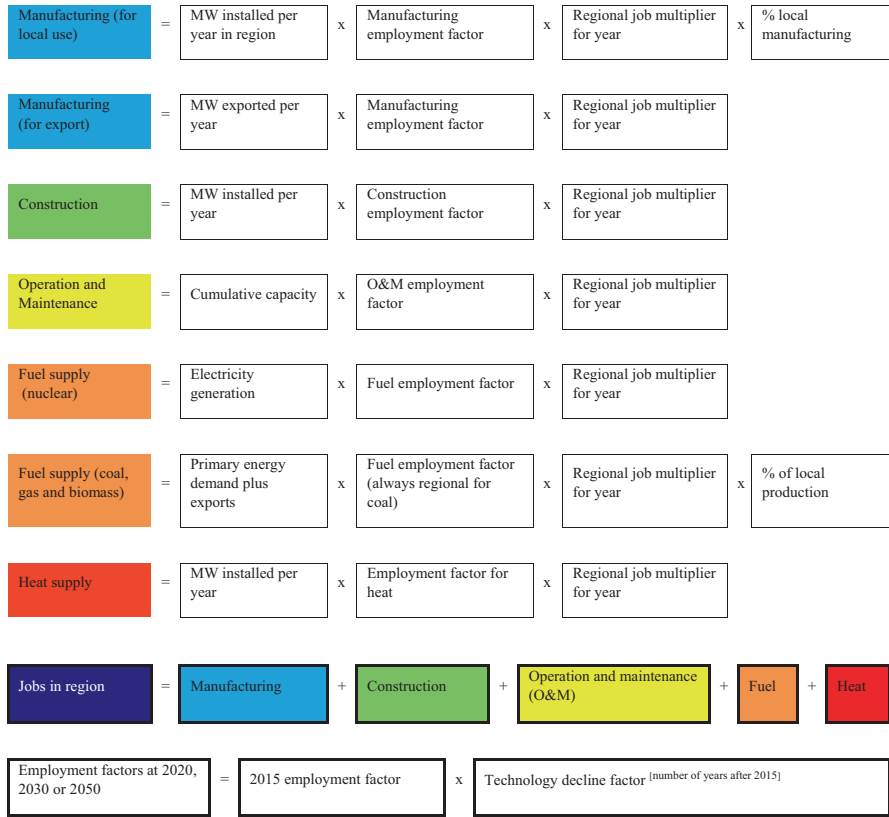 Manufacturing (for local use) = MW installed per year in region x Manufacturing employment factor x Regional job multiplier for year x % local manufacturing
Manufacturing (for export) = MW exported per year x Manufacturing employment factor x Regional job multiplier for year
Construction = MW installed per year x Construction employment factor x Regional job multiplier for year
Operation and Maintenance = Cumulative capacity x O&M employment factor x Regional job multiplier for year
Fuel supply (nuclear) = Electricity generation x Fuel employment factor x Regional job multiplier for year
Fuel supply (coal, gas and biomass) = Primary energy demand plus exports x Fuel employment factor (always regional for coal) x Regional job multiplier for year x % of local production
Heat supply = MW installed per year x Employment factor for heat x Regional job multiplier for year
Jobs in region = Manufacturing + Construction + Operation and maintenance (O&M) + Fuel + Heat
Employment factors at 2020, 2030 or 2050 = 2015 employment factor x Technology decline factor [number of years after 2015]